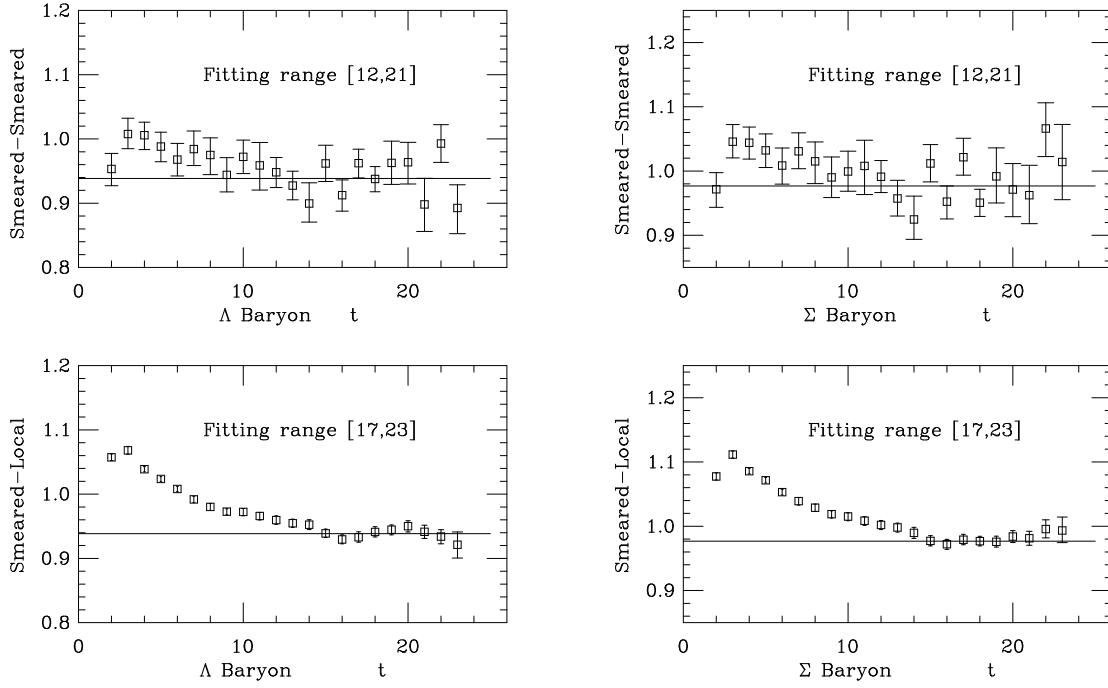 1.2
1.1
1.0
0.9
0.8
Smeared–Smeared
Fitting range [12,21]
0 10 20
Λ Baryon t
1.2
1.1
1.0
0.9
Smeared–Smeared
Fitting range [12,21]
0 10 20
Σ Baryon t
1.2
1.1
1.0
0.9
0.8
Smeared–Local
Fitting range [17,23]
0 10 20
Λ Baryon t
1.2
1.1
1.0
0.9
Smeared–Local
Fitting range [17,23]
0 10 20
Σ Baryon t